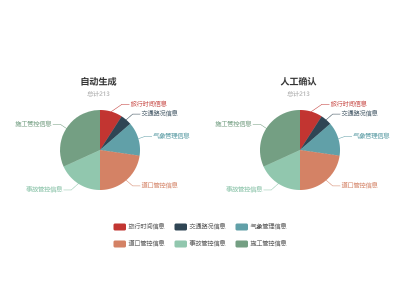 自动生成
总计213
旅行时间信息
交通路况信息
气象管理信息
道口管控信息
事故管控信息
施工管控信息
人工确认
总计213
旅行时间信息
交通路况信息
气象管理信息
道口管控信息
事故管控信息
施工管控信息
旅行时间信息 交通路况信息 气象管理信息
道口管控信息 事故管控信息 施工管控信息